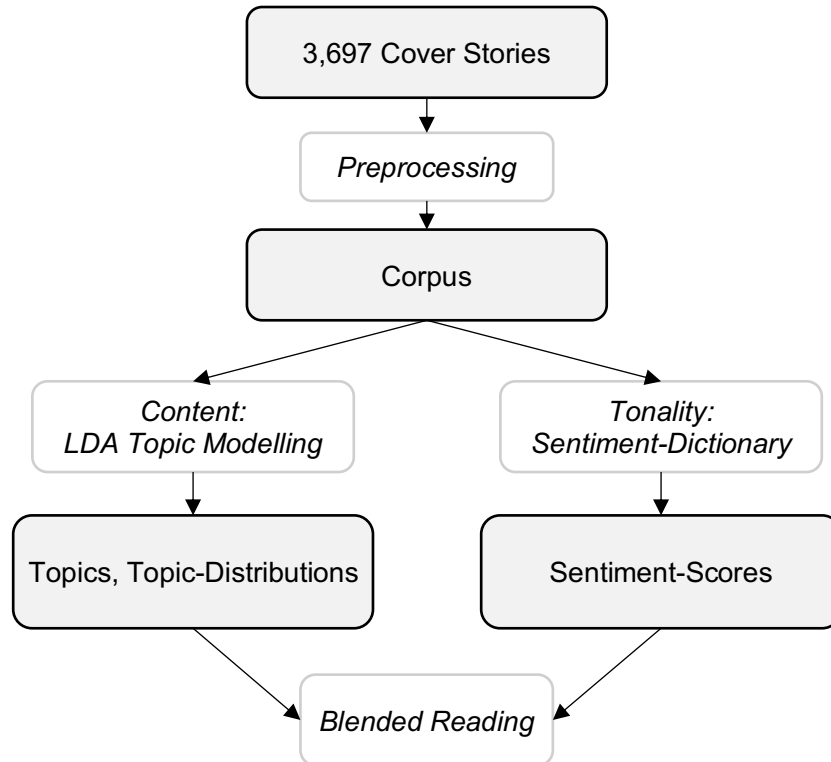 3,697 Cover Stories
Preprocessing
Corpus
Content:
LDA Topic Modelling
Tonality:
Sentiment-Dictionary
Topics, Topic-Distributions
Sentiment-Scores
Blended Reading